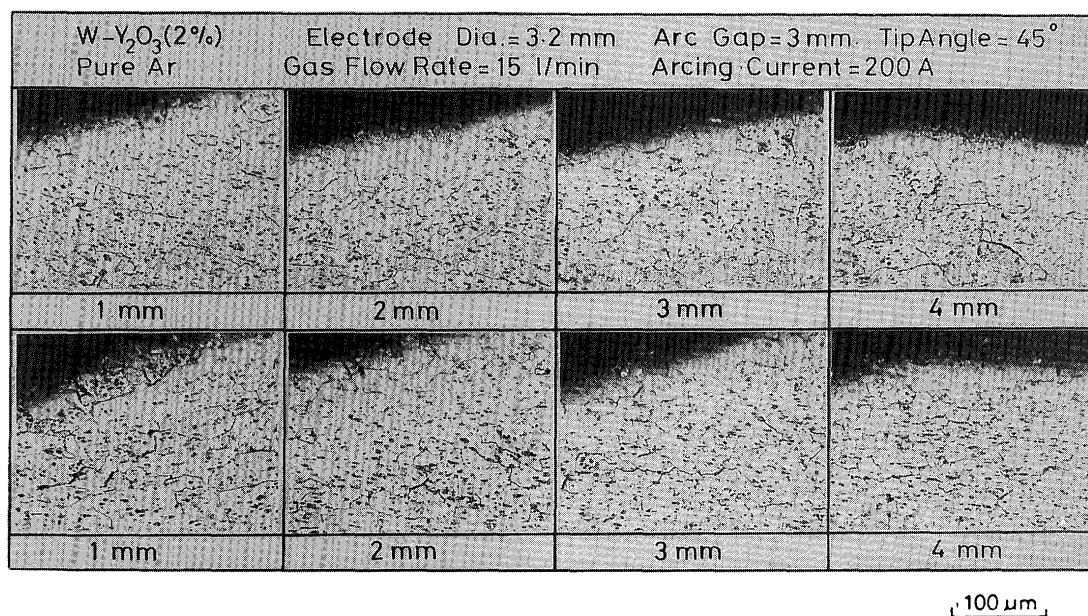 W-Y₂O₃(2%) Electrode Dia.=3·2 mm Arc Gap=3 mm. Tip Angle=45°
Pure Ar Gas Flow Rate=15 l/min Arcing Current=200 A
1 mm 2 mm 3 mm 4 mm
1 mm 2 mm 3 mm 4 mm
100 µm